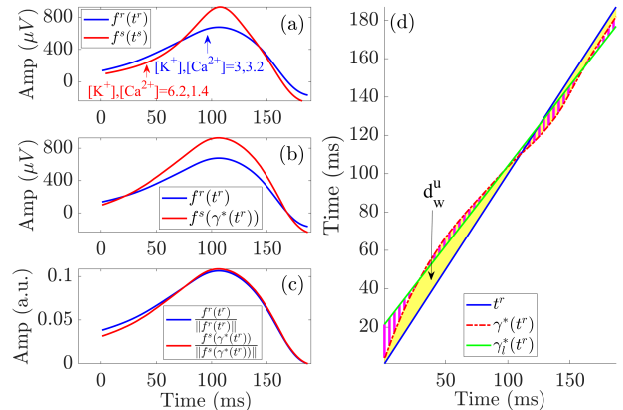 (a)
Amp (μV)
800
400
0
f^r(t^r)
f^s(t^s)
[K⁺],[Ca²⁺]=3,3.2
[K⁺],[Ca²⁺]=6.2,1.4
0 50 100 150
(b)
Amp (μV)
800
400
0
f^r(t^r)
f^s(γ*(t^r))
0 50 100 150
(c)
Amp (a.u.)
0.1
0.05
0
f^r(t^r)
||f^r(t^r)||
f^s(γ*(t^r))
||f^s(γ*(t^r))||
0 50 100 150
Time (ms)
(d)
Time (ms)
180
160
140
120
100
80
60
40
20
d_w^u
t^r
γ*(t^r)
γ_l*(t^r)
50 100 150
Time (ms)